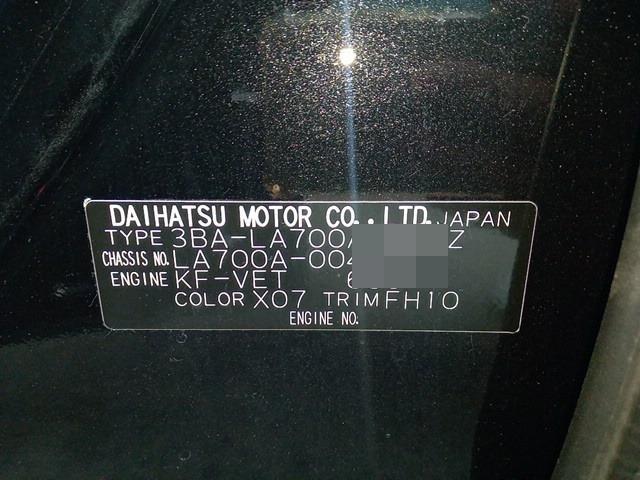 DAIHATSU MOTOR CO.,LTD. JAPAN
TYPE 3BA-LA700A Z
CHASSIS NO. LA700A-004
ENGINE KF-VET
COLOR X07 TRIM FH10
ENGINE NO.